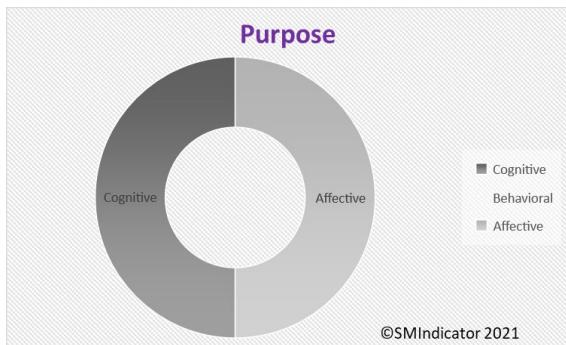 Purpose
Cognitive
Affective
Cognitive
Behavioral
Affective
©SMIndicator 2021